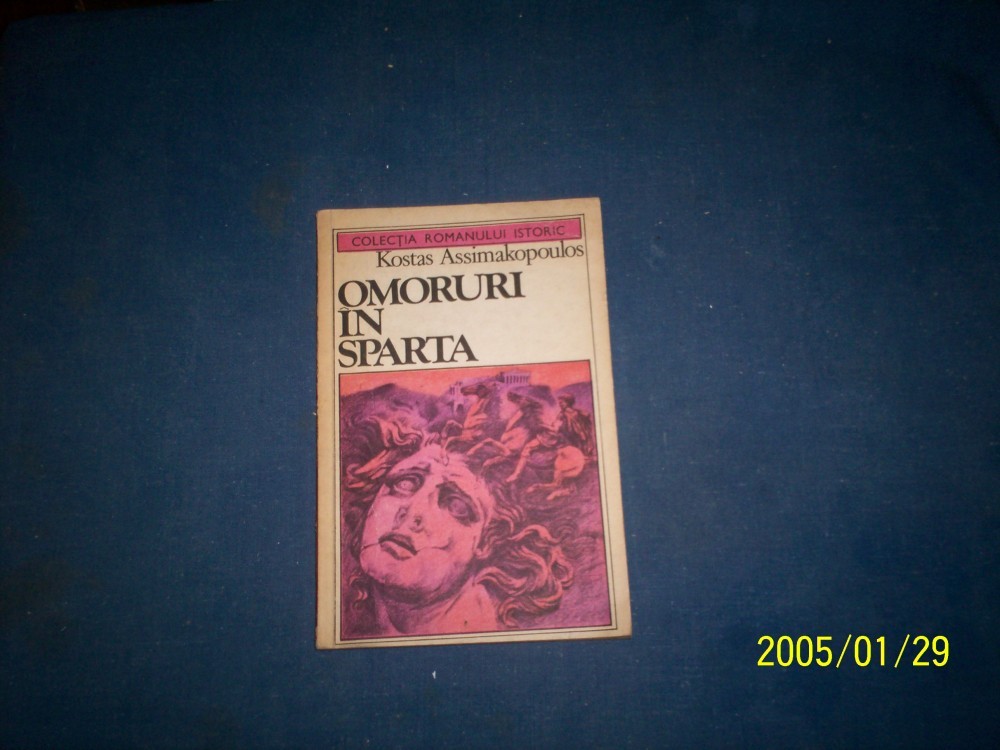 COLECȚIA ROMANULUI ISTORIC
Kostas Assimakopoulos
OMORURI
ÎN
SPARTA
2005/01/29